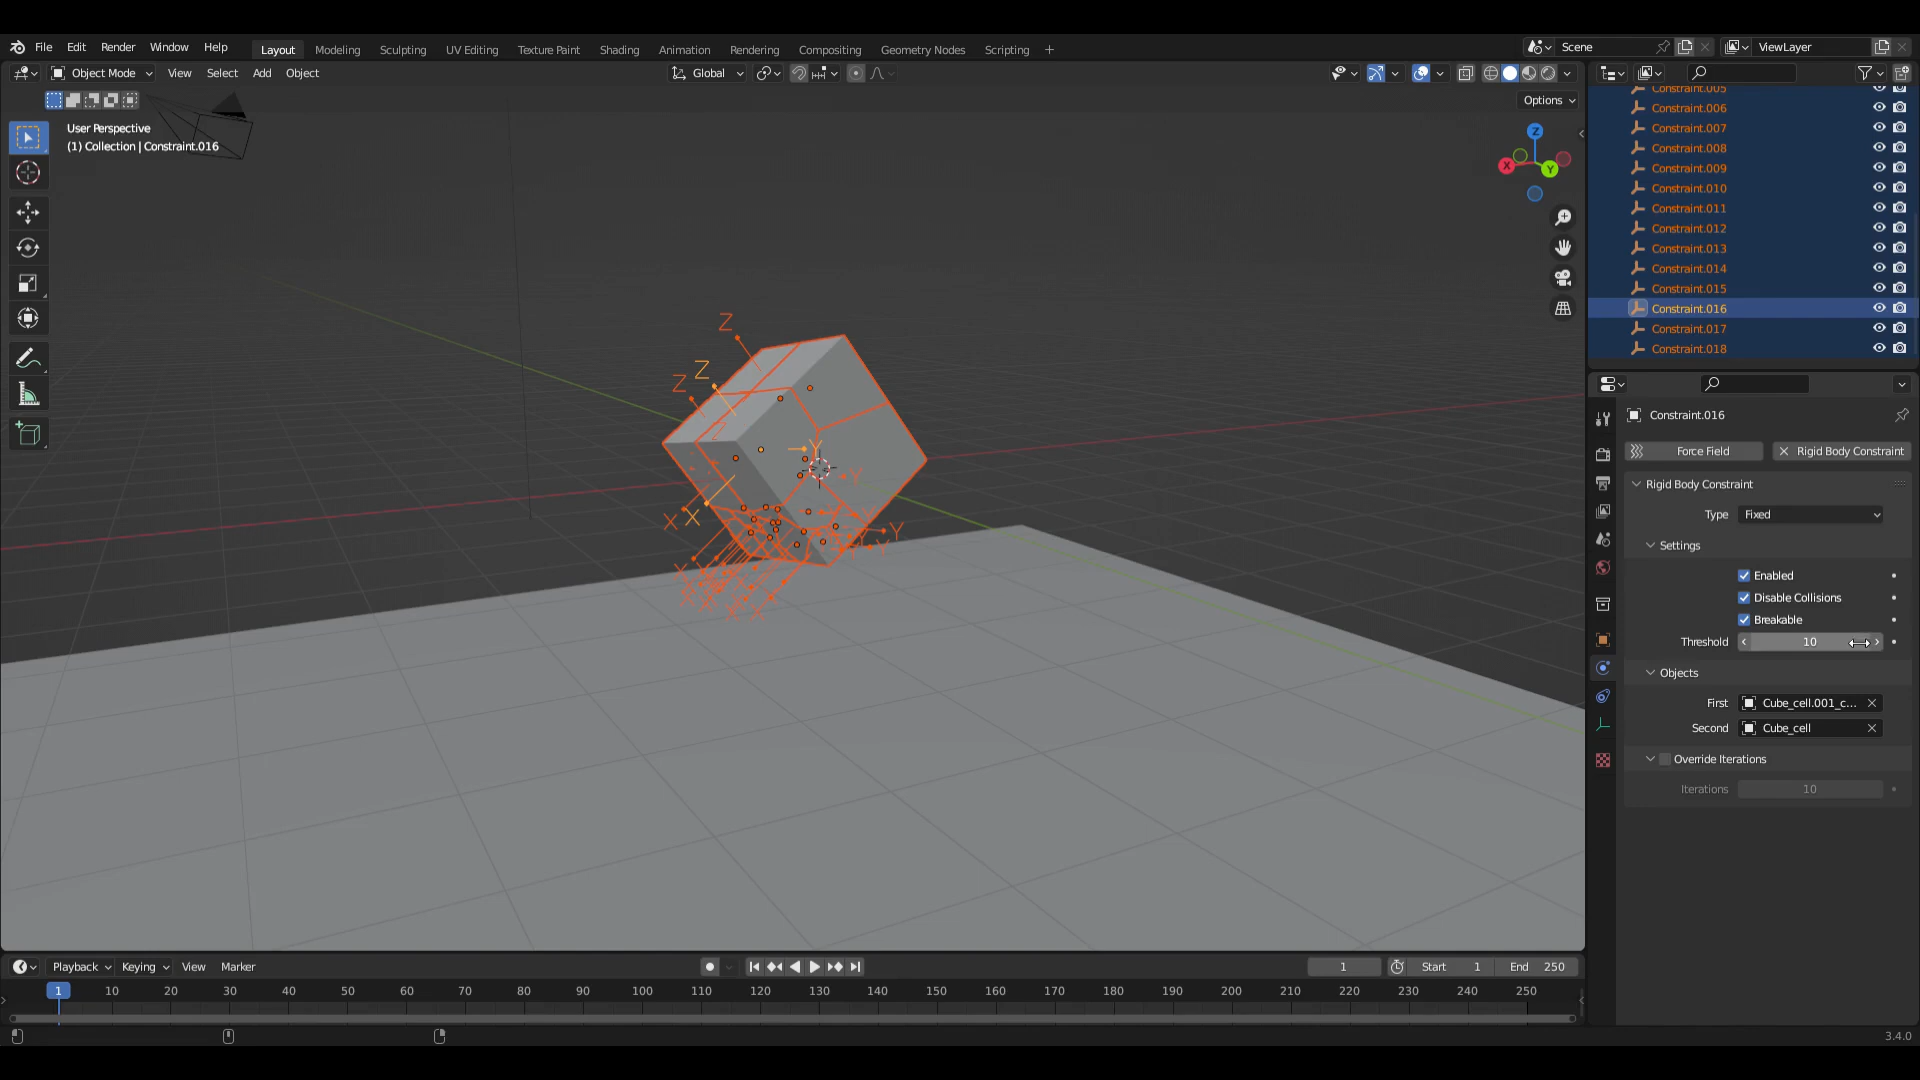 File Edit Render Window Help Layout Modeling Sculpting UV Editing Texture Paint Shading Animation Rendering Compositing Geometry Nodes Scripting + Scene ViewLayer
Object Mode View Select Add Object Global
Options
User Perspective
(1) Collection | Constraint.016
Z
X
Y
Z
Z
Z
Z
Y
Y
X
X
Y
Y
X
X
X
X
X
Constraint.005
Constraint.006
Constraint.007
Constraint.008
Constraint.009
Constraint.010
Constraint.011
Constraint.012
Constraint.013
Constraint.014
Constraint.015
Constraint.016
Constraint.017
Constraint.018
Constraint.016
Force Field Rigid Body Constraint
Rigid Body Constraint
Type Fixed
Settings
Enabled
Disable Collisions
Breakable
Threshold 10
Objects
First Cube_cell.001_c...
Second Cube_cell
Override Iterations
Iterations 10
Playback Keying View Marker 1 Start 1 End 250
1 10 20 30 40 50 60 70 80 90 100 110 120 130 140 150 160 170 180 190 200 210 220 230 240 250
3.4.0